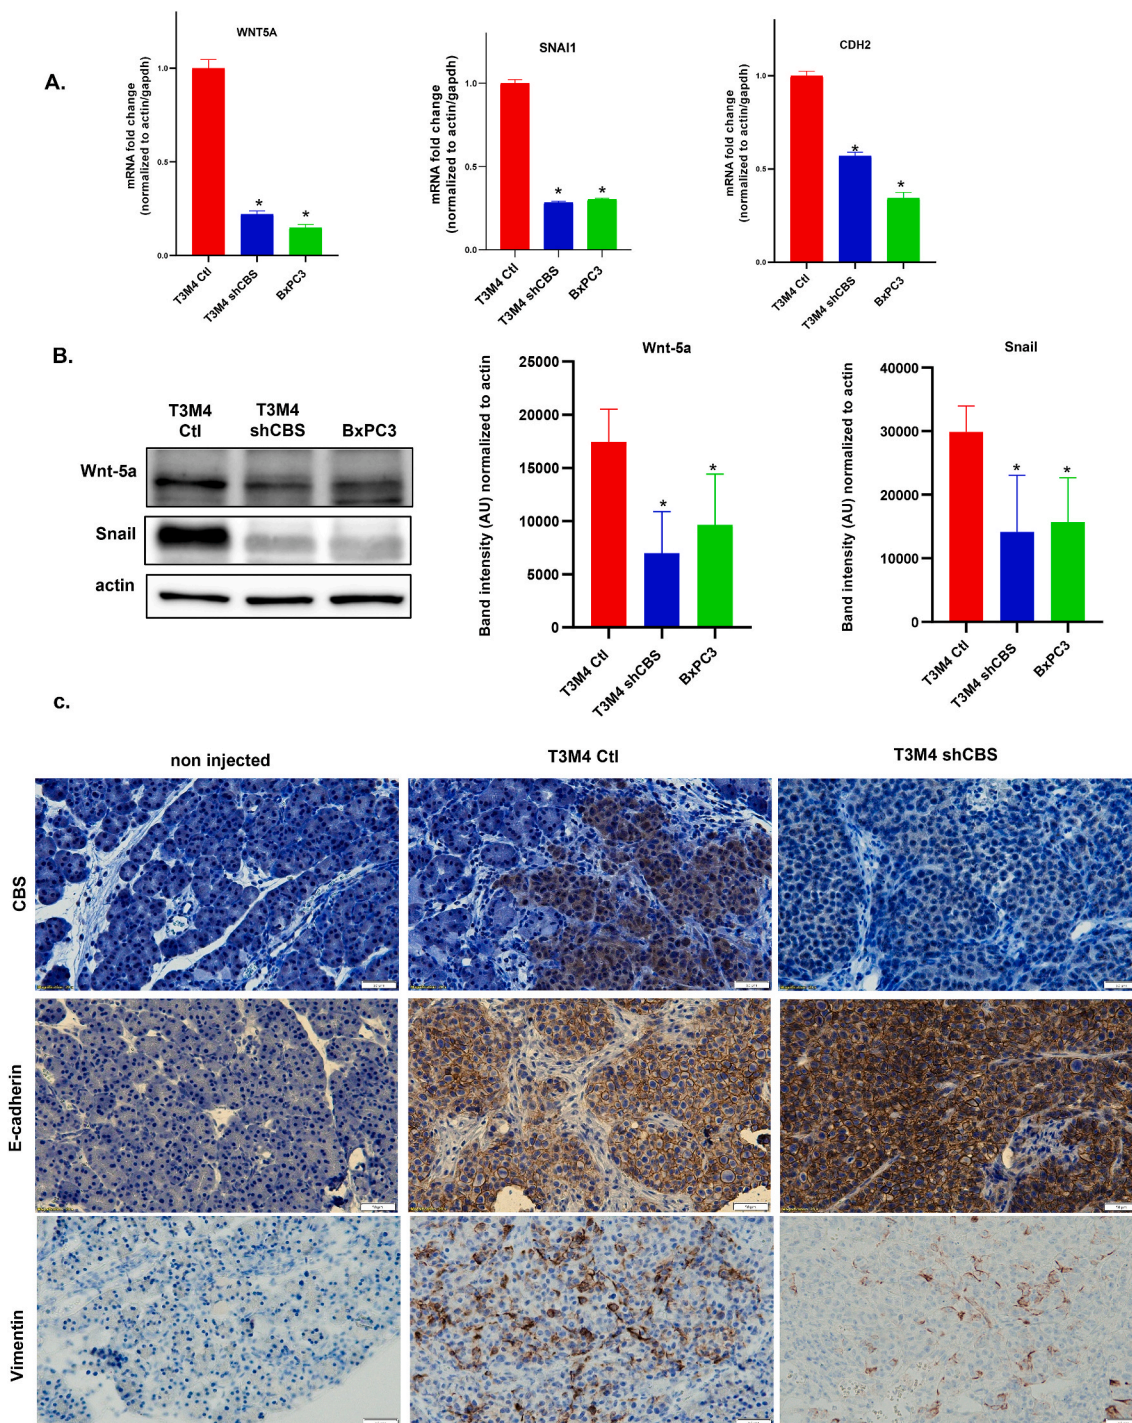 A.
WNT5A
mRNA fold change
(normalized to actin/gapdh)
1.0
0.5
0.0
*
*
T3M4 Ctl
T3M4 shCBS
BxPC3
SNAI1
mRNA fold change
(normalized to actin/gapdh)
1.0
0.5
0.0
*
*
T3M4 Ctl
T3M4 shCBS
BxPC3
CDH2
mRNA fold change
(normalized to actin/gapdh)
1.0
0.5
0.0
*
*
T3M4 Ctl
T3M4 shCBS
BxPC3
B.
T3M4
Ctl
T3M4
shCBS
BxPC3
Wnt-5a
Snail
actin
Wnt-5a
Band intensity (AU) normalized to actin
25000
20000
15000
10000
5000
0
*
*
T3M4 Ctl
T3M4 shCBS
BxPC3
Snail
Band intensity (AU) normalized to actin
40000
30000
20000
10000
0
*
*
T3M4 Ctl
T3M4 shCBS
BxPC3
c.
non injected
T3M4 Ctl
T3M4 shCBS
CBS
E-cadherin
Vimentin